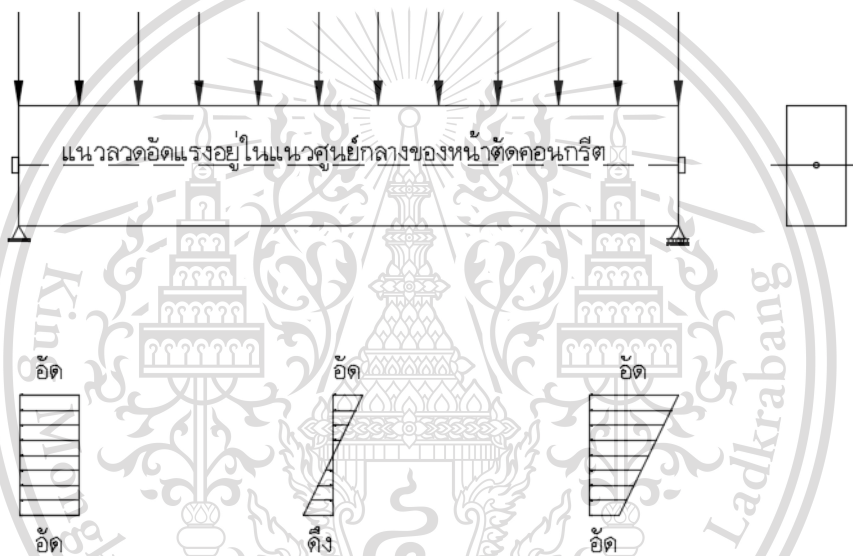 แนวลวดอัดแรงอยู่ในแนวศูนย์กลางของหน้าตัดคอนกรีต
อัด อัด อัด
อัด ดึง อัด
King Mongkut's Ladkrabang